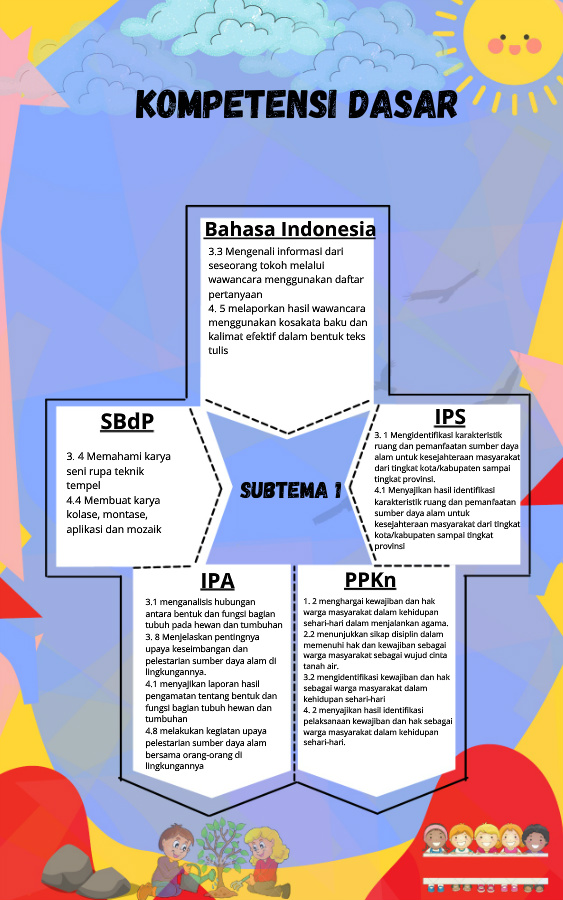 KOMPETENSI DASAR
Bahasa Indonesia
3.3 Mengenali informasi dari
seseorang tokoh melalui
wawancara menggunakan daftar
pertanyaan
4. 5 melaporkan hasil wawancara
menggunakan kosakata baku dan
kalimat efektif dalam bentuk teks
tulis
SBdP
3. 4 Memahami karya
seni rupa teknik
tempel
4.4 Membuat karya
kolase, montase,
aplikasi dan mozaik
SUBTEMA 1
IPS
3. 1 Mengidentifikasi karakteristik
ruang dan pemanfaatan sumber daya
alam untuk kesejahteraan masyarakat
dari tingkat kota/kabupaten sampai
tingkat provinsi.
4.1 Menyajikan hasil identifikasi
karakteristik ruang dan pemanfaatan
sumber daya alam untuk
kesejahteraan masyarakat dari tingkat
kota/kabupaten sampai tingkat
provinsi
IPA
3.1 menganalisis hubungan
antara bentuk dan fungsi bagian
tubuh pada hewan dan tumbuhan
3. 8 Menjelaskan pentingnya
upaya keseimbangan dan
pelestarian sumber daya alam di
lingkungannya.
4.1 menyajikan laporan hasil
pengamatan tentang bentuk dan
fungsi bagian tubuh hewan dan
tumbuhan
4.8 melakukan kegiatan upaya
pelestarian sumber daya alam
bersama orang-orang di
lingkungannya
PPKn
1. 2 menghargai kewajiban dan hak
warga masyarakat dalam kehidupan
sehari-hari dalam menjalankan agama.
2.2 menunjukkan sikap disiplin dalam
memenuhi hak dan kewajiban sebagai
warga masyarakat sebagai wujud cinta
tanah air.
3.2 mengidentifikasi kewajiban dan hak
sebagai warga masyarakat dalam
kehidupan sehari-hari
4. 2 menyajikan hasil identifikasi
pelaksanaan kewajiban dan hak sebagai
warga masyarakat dalam kehidupan
sehari-hari.